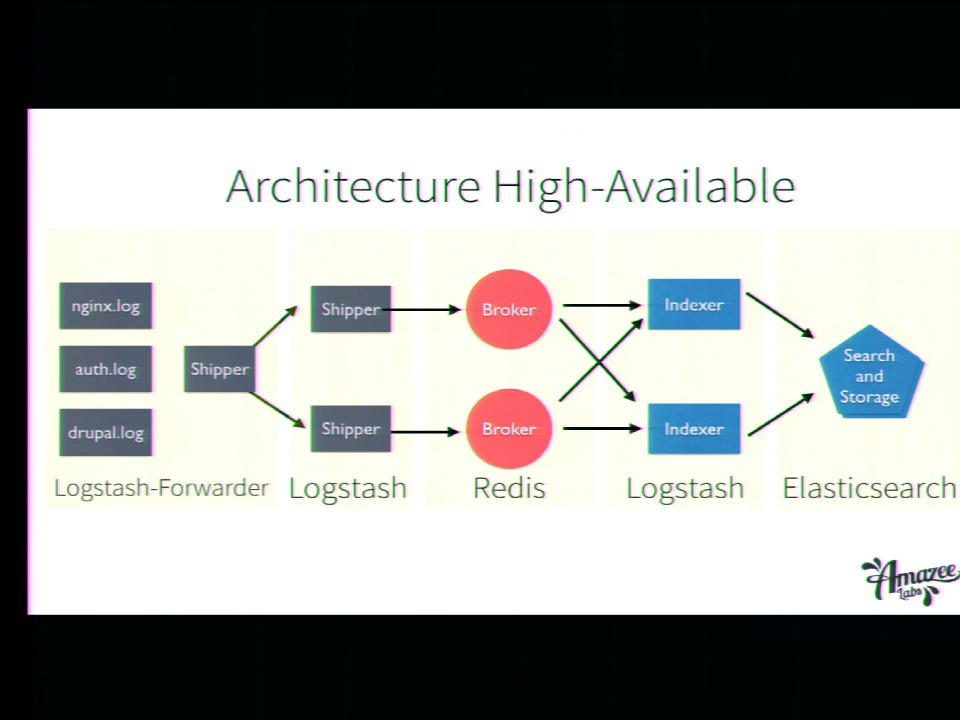 Architecture High-Available
nginx.log
auth.log
drupal.log
Shipper
Logstash-Forwarder
Shipper
Shipper
Logstash
Broker
Broker
Redis
Indexer
Indexer
Logstash
Search
and
Storage
Elasticsearch
Amazee
Labs